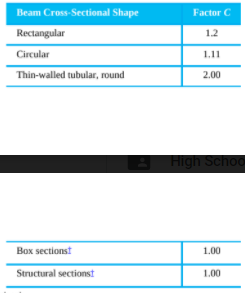 Beam Cross-Sectional Shape Factor C
Rectangular 1.2
Circular 1.11
Thin-walled tubular, round 2.00
High Schoo
Box sections‡ 1.00
Structural sections† 1.00